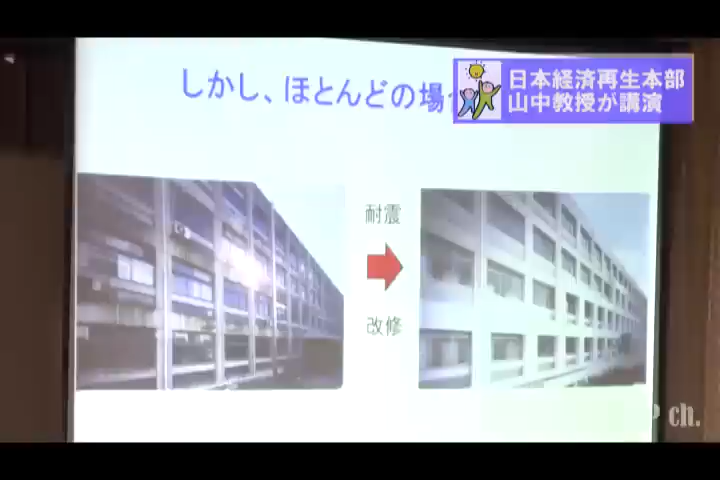 しかし、ほとんどの場
日本経済再生本部
山中教授が講演
耐震
改修
ch.